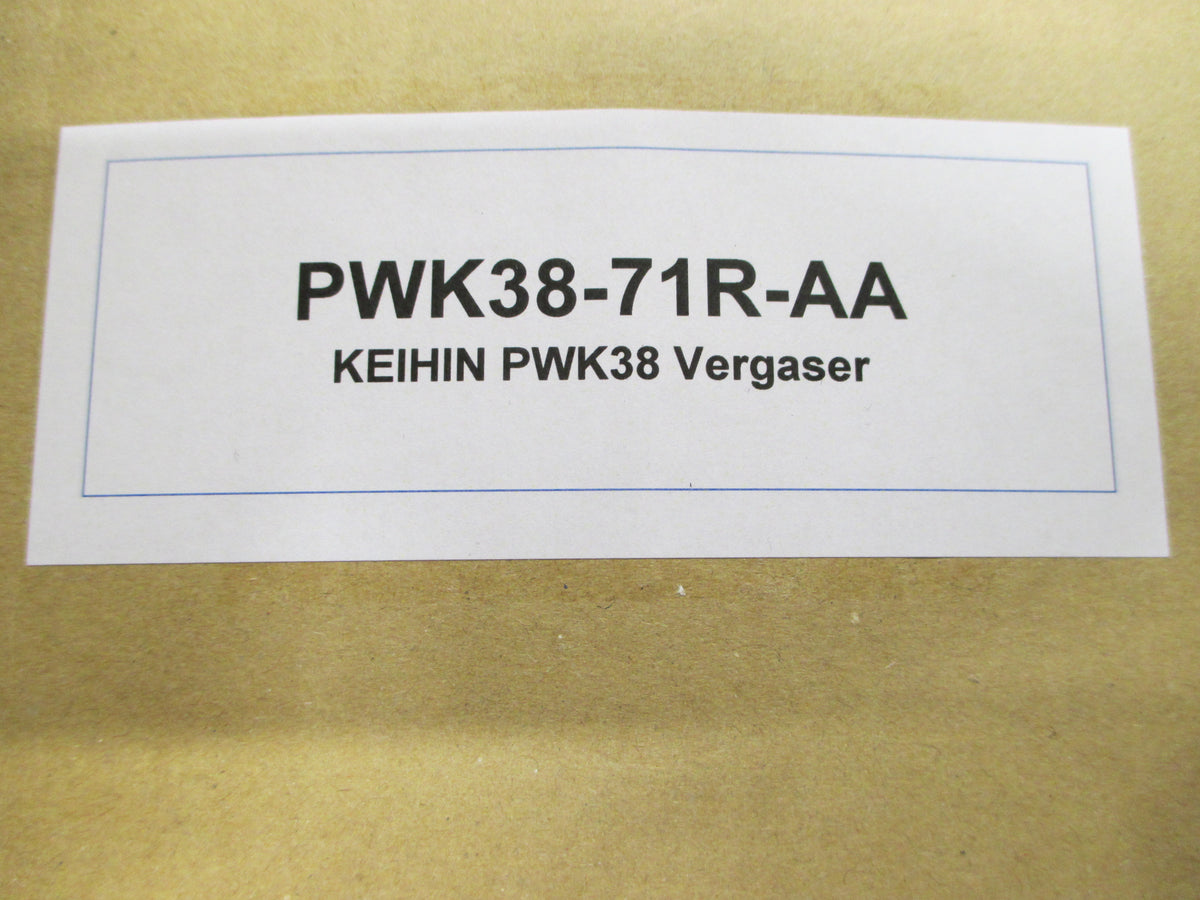 PWK38-71R-AA
KEIHIN PWK38 Vergaser